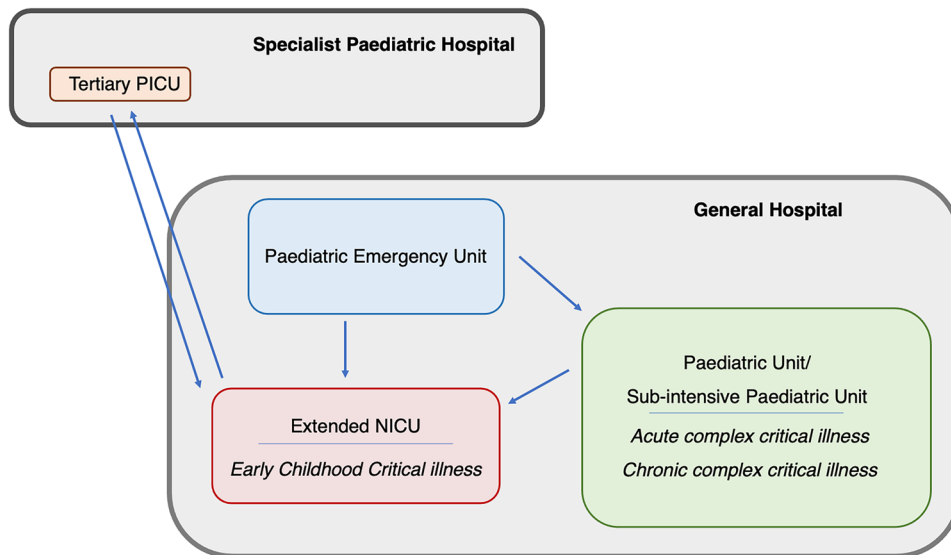 Specialist Paediatric Hospital
Tertiary PICU
General Hospital
Paediatric Emergency Unit
Paediatric Unit/
Sub-intensive Paediatric Unit
Acute complex critical illness
Chronic complex critical illness
Extended NICU
Early Childhood Critical illness